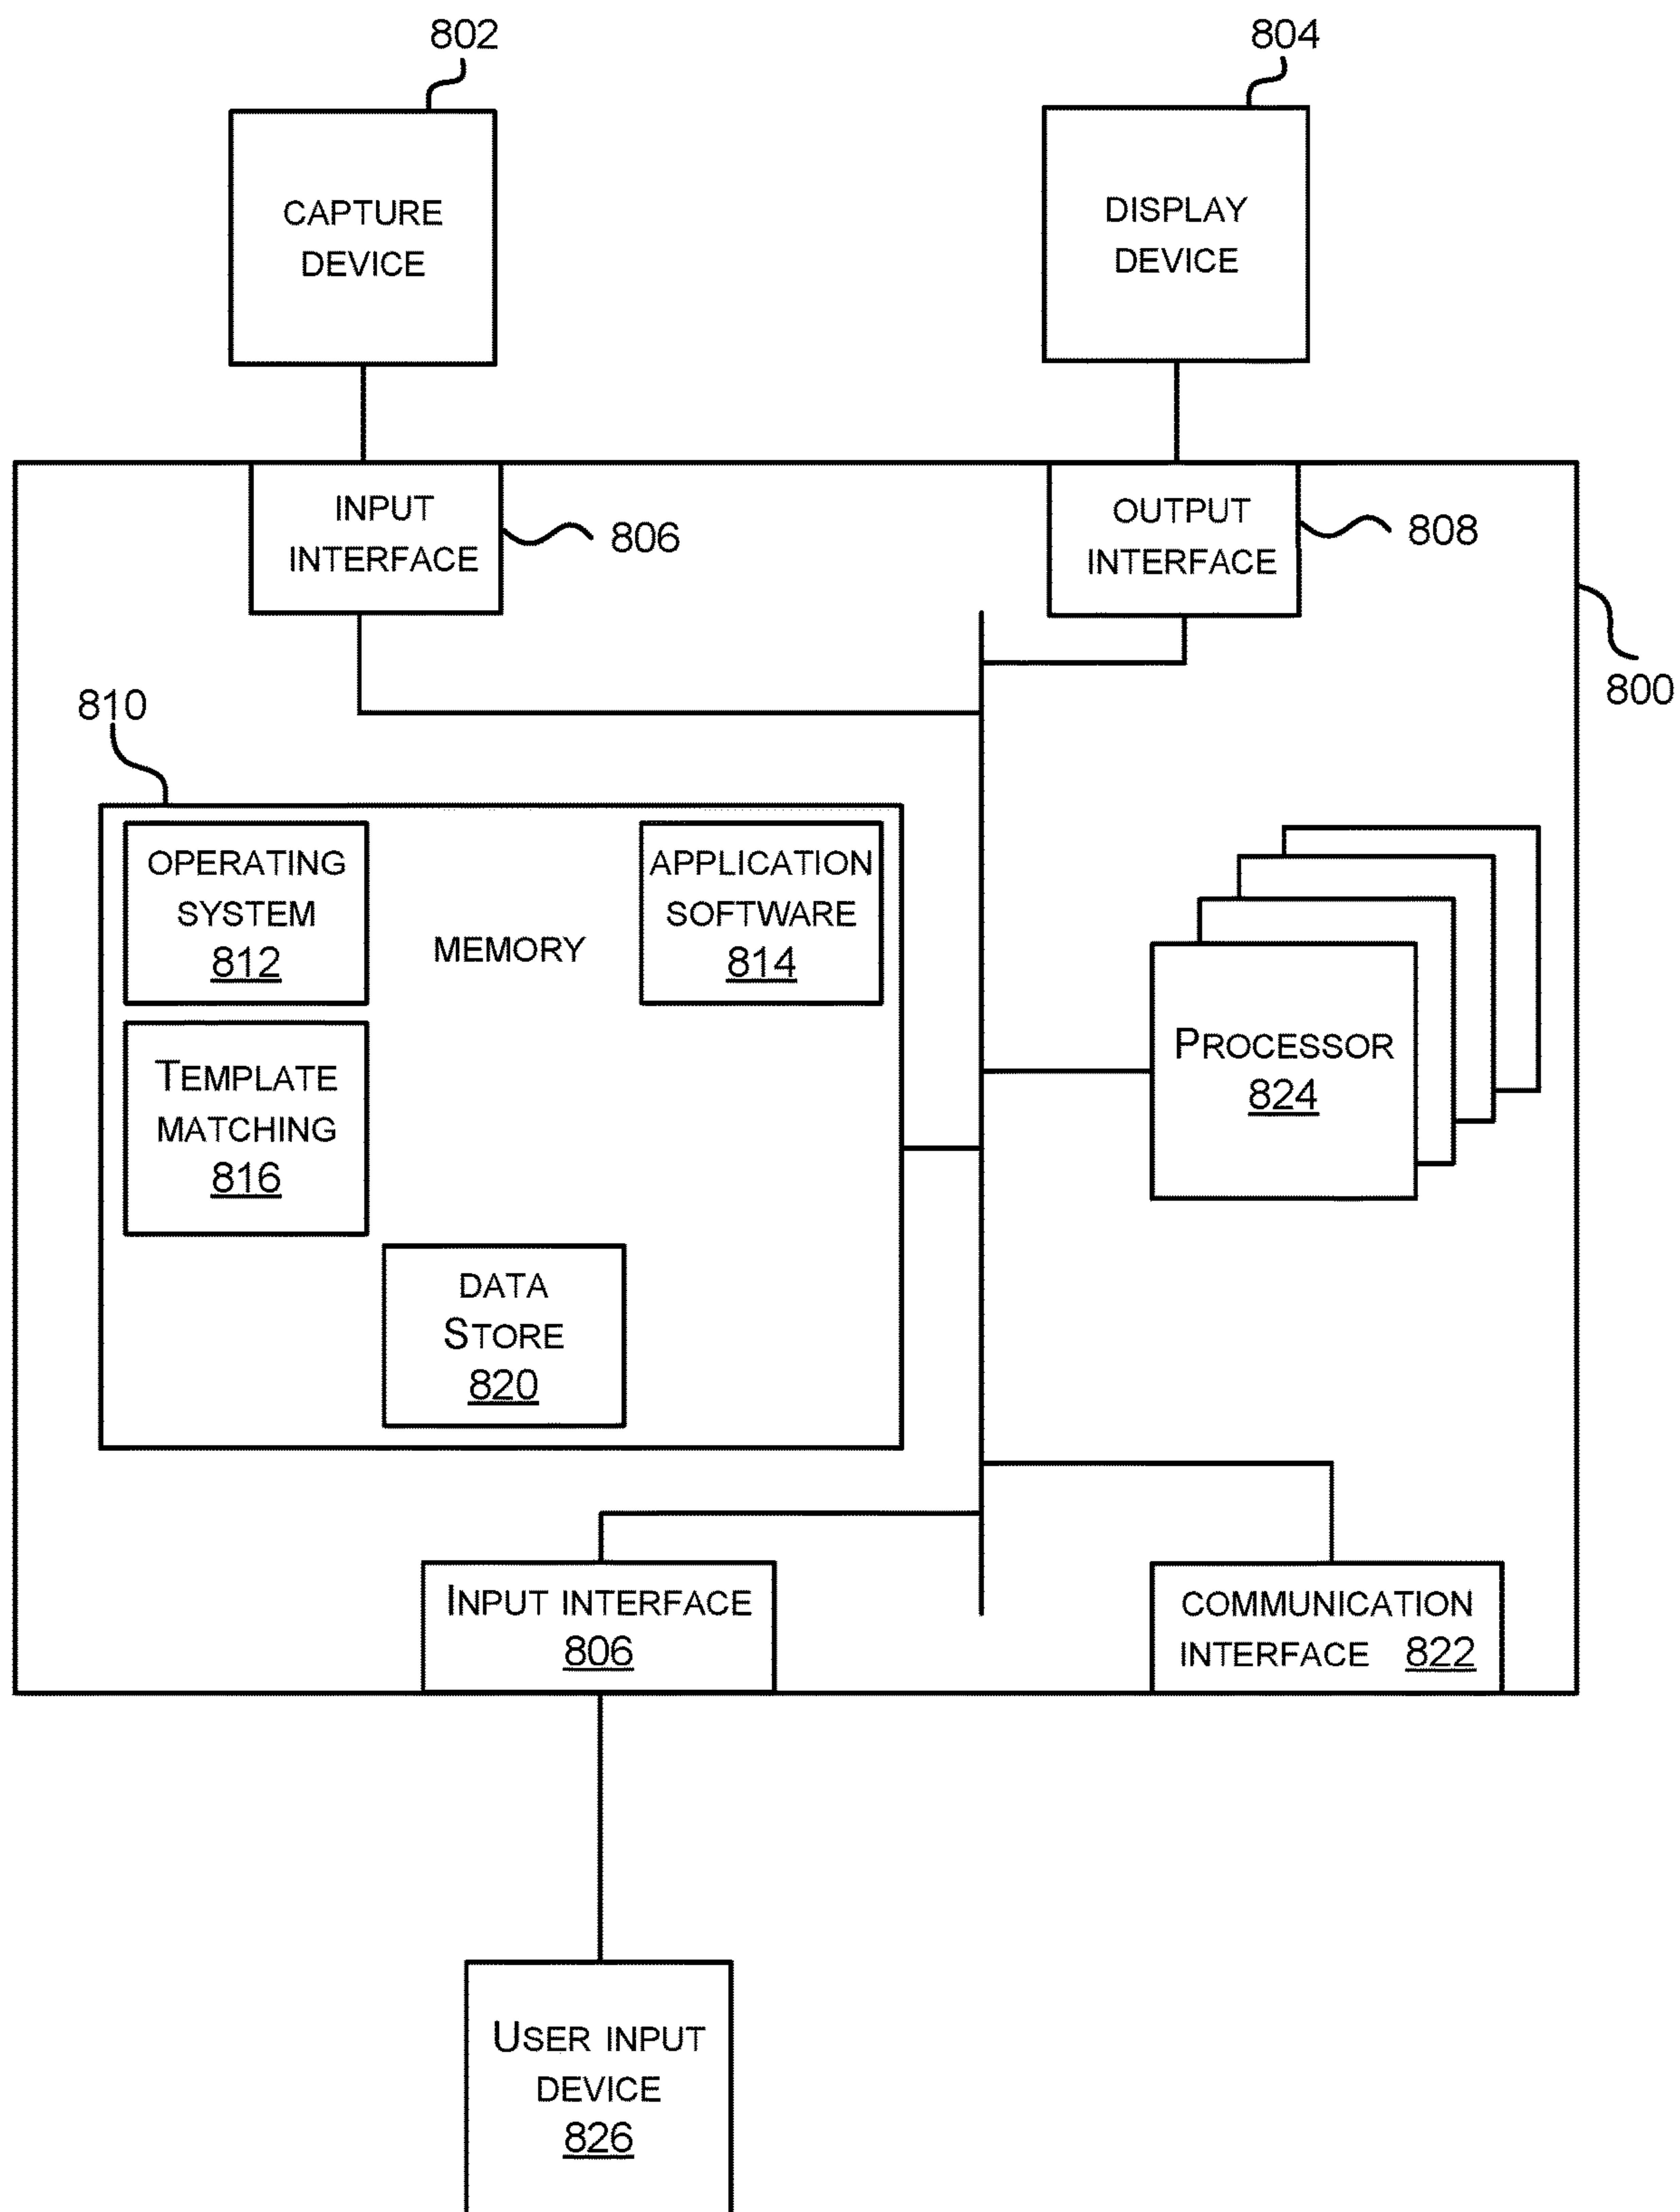 802
804
CAPTURE
DEVICE
DISPLAY
DEVICE
INPUT
INTERFACE
806
OUTPUT
INTERFACE
808
800
810
OPERATING
SYSTEM
812
MEMORY
APPLICATION
SOFTWARE
814
TEMPLATE
MATCHING
816
PROCESSOR
824
DATA
STORE
820
INPUT INTERFACE
806
COMMUNICATION
INTERFACE 822
USER INPUT
DEVICE
826